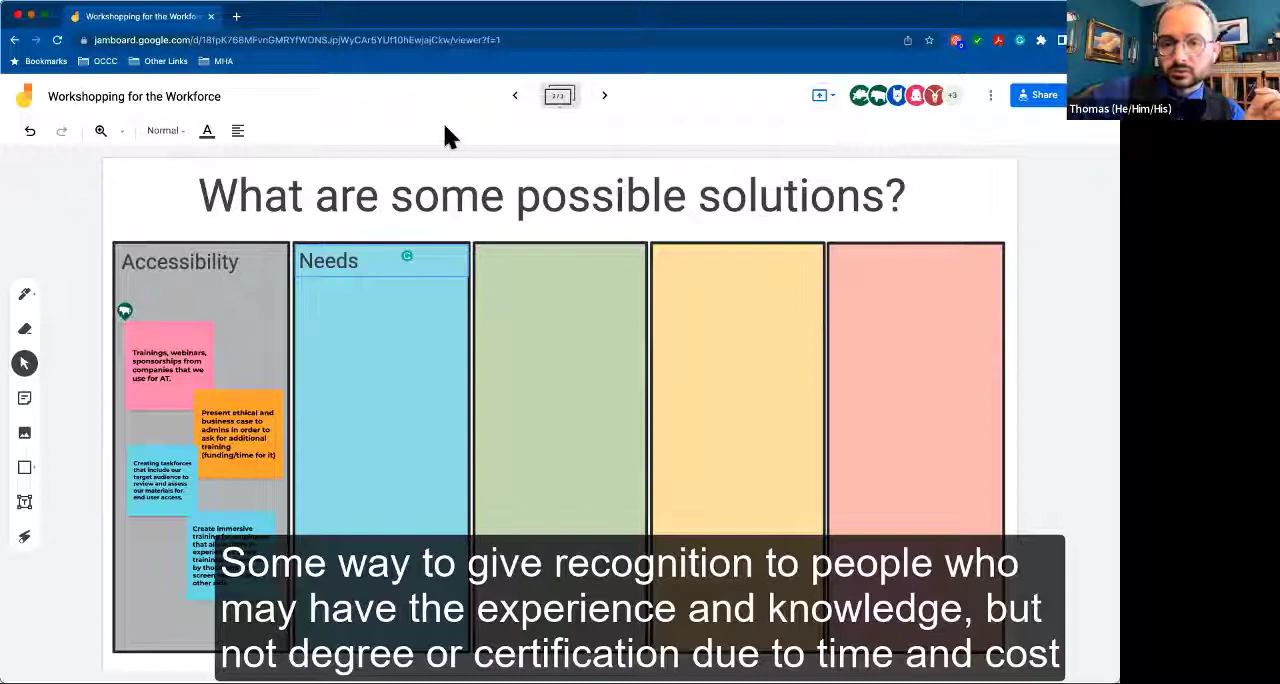 Workshopping for the Workfo
jamboard.google.com/d/18fpK768MFvnGMRYfWDNSJpjWyCAr5YUf10hEwjajCkw/viewer?f=1
Bookmarks
OCCC
Other Links
MHA
Workshopping for the Workforce
2/3
+3
Share
Thomas (He/Him/His)
Normal
A
What are some possible solutions?
Accessibility
Needs
Trainings, webinars,
sponsorships from
companies that we
use for AT.
Present ethical and
business case to
admins in order to
ask for additional
training
(funding/time for it)
Creating taskforces
that include our
target audience to
review and assess
our materials for
end user access.
Create immersive
Some way to give recognition to people who
may have the experience and knowledge, but
not degree or certification due to time and cost